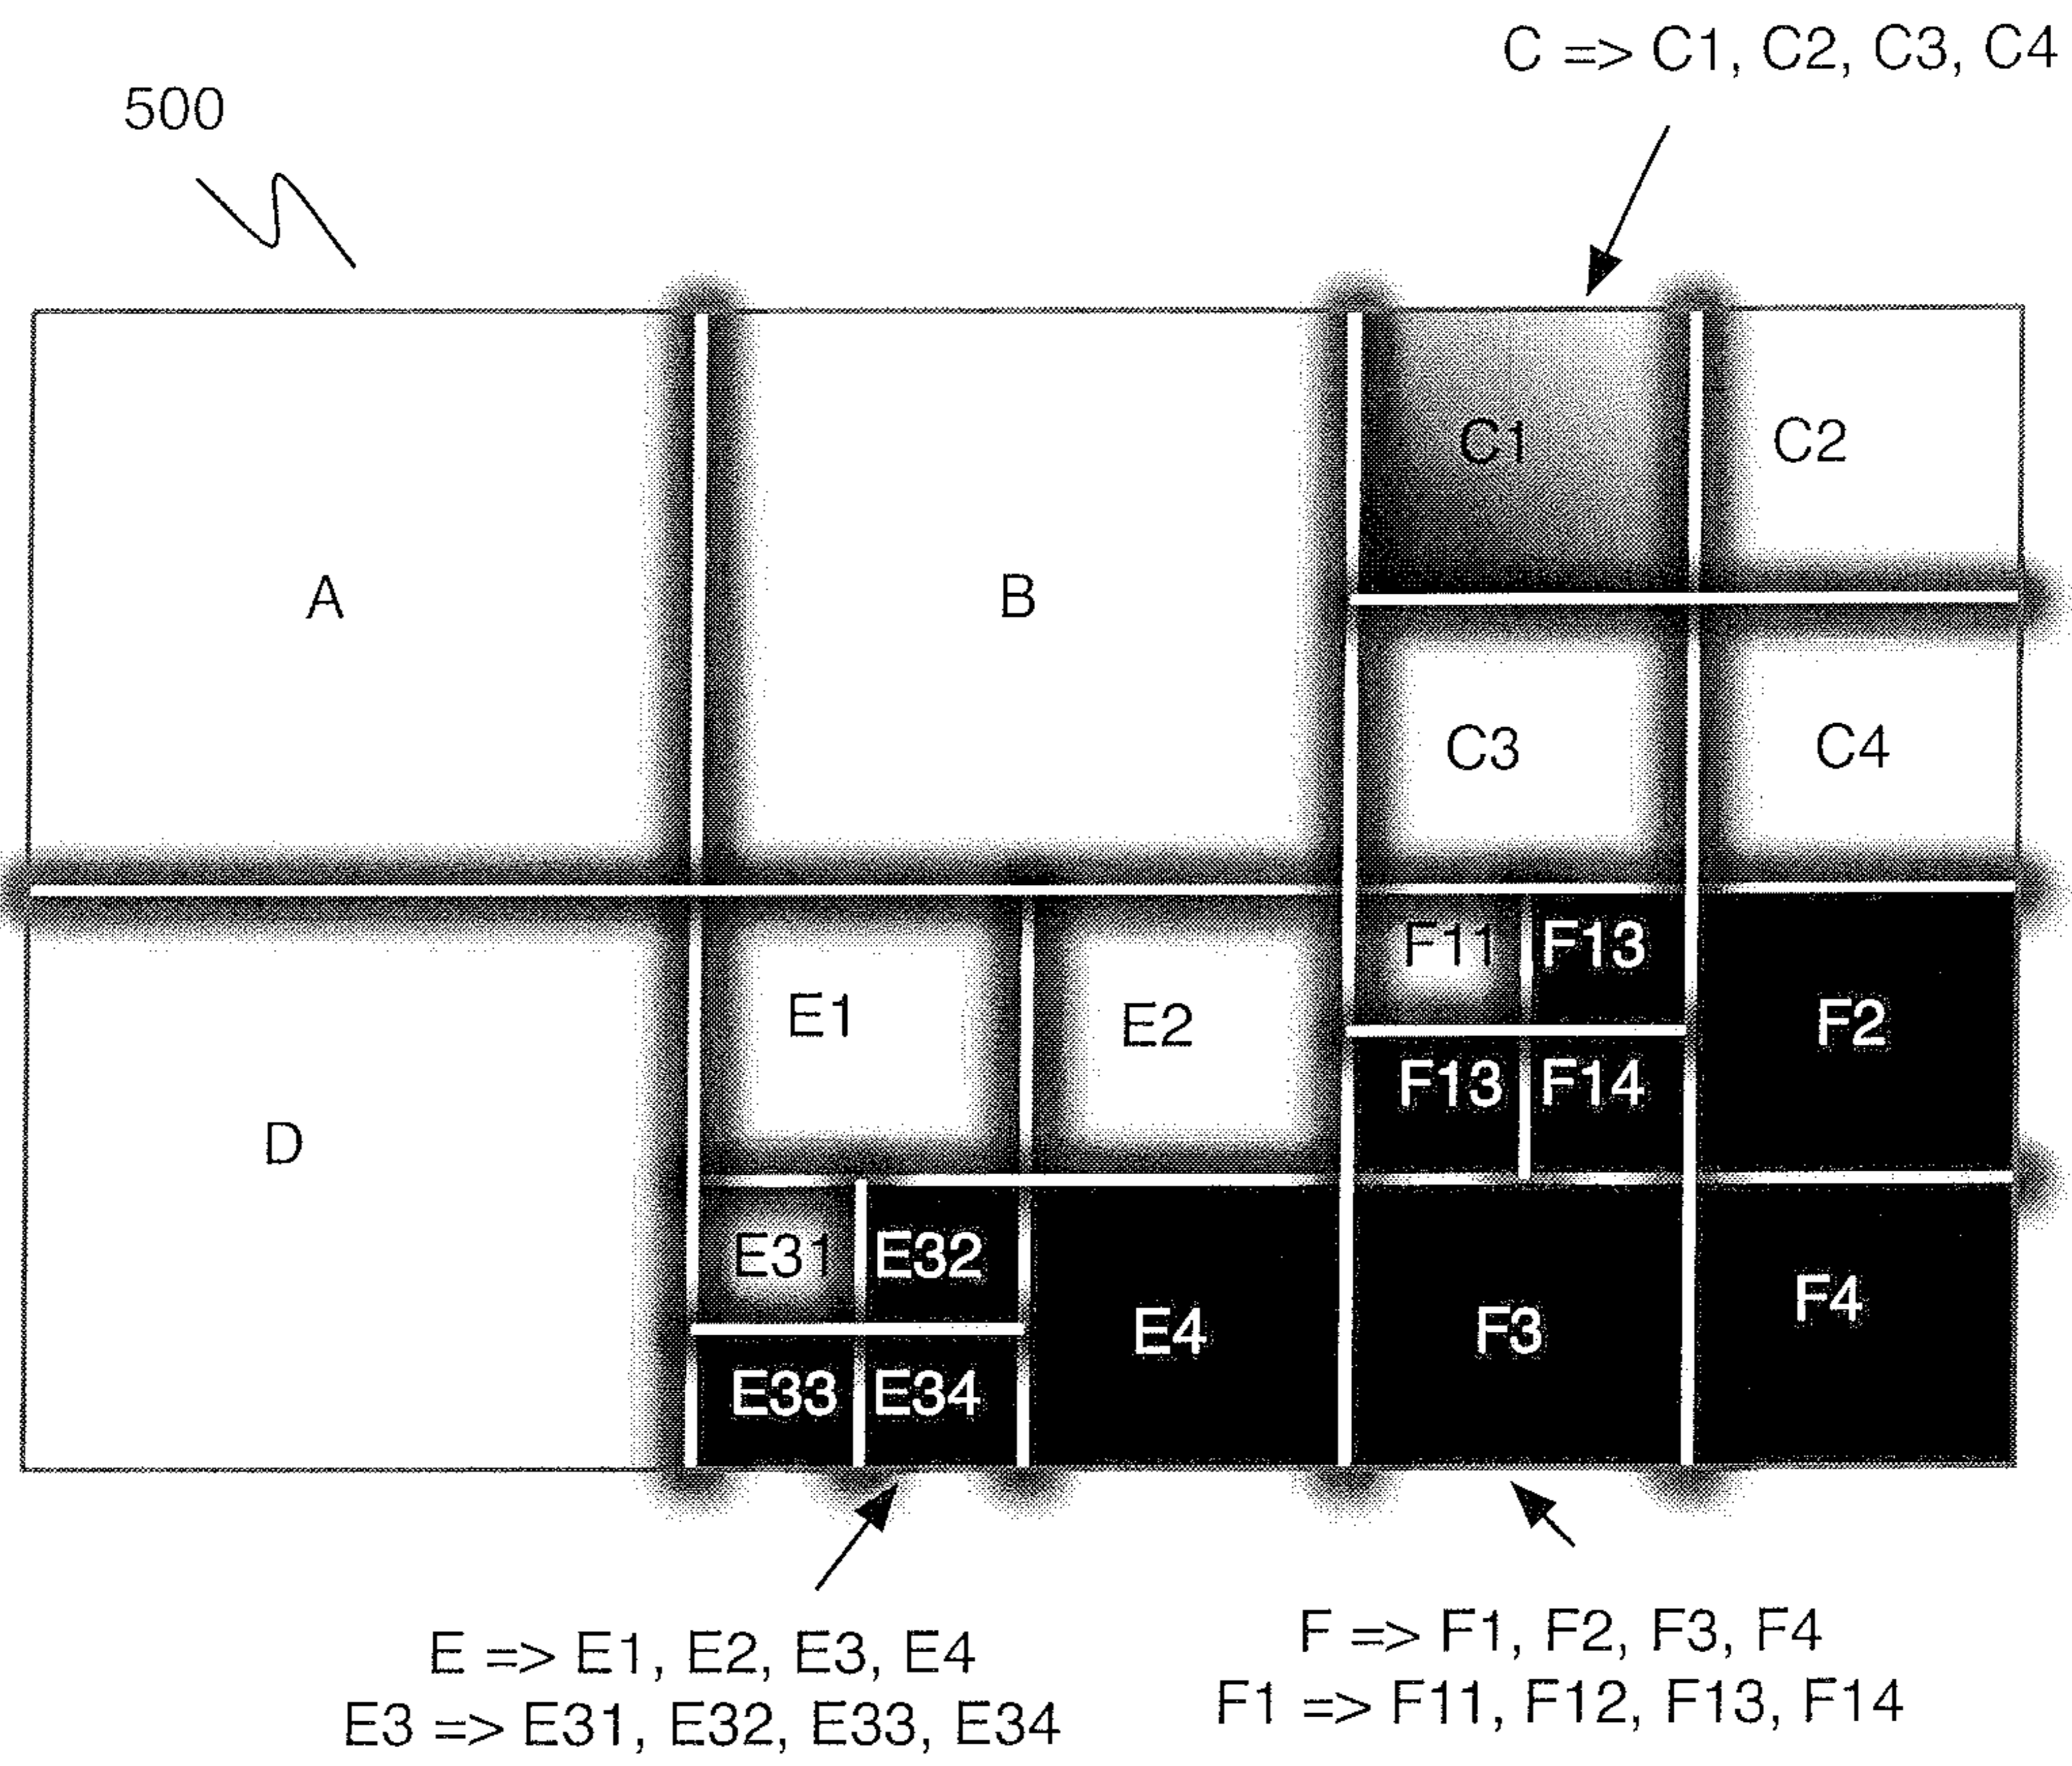 C => C1, C2, C3, C4
500
C1
C2
A
B
C3
C4
F11
F13
E1
E2
F2
F13
F14
D
E31
E32
E4
F3
F4
E33
E34
E => E1, E2, E3, E4
E3 => E31, E32, E33, E34
F => F1, F2, F3, F4
F1 => F11, F12, F13, F14